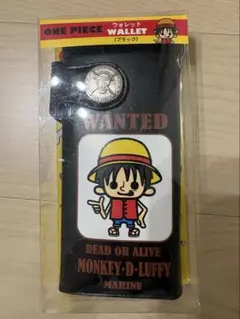 ONE PIECE
ウォレット
WALLET
(ブラック)
WANTED
DEAD OR ALIVE
MONKEY·D·LUFFY
MARINE